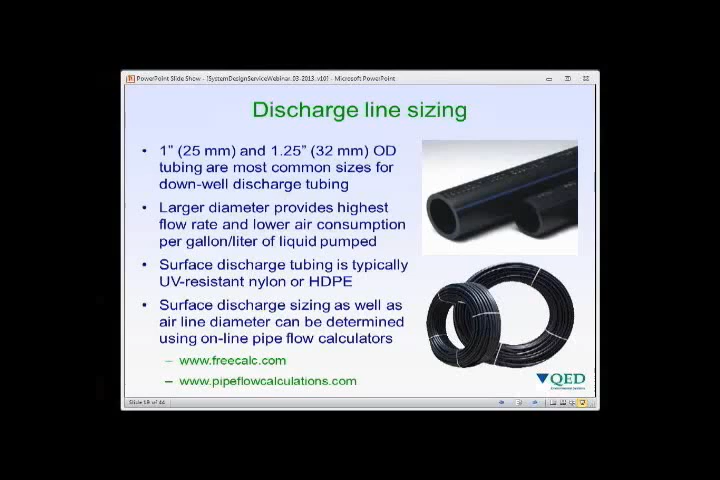 PowerPoint Slide Show - [SystemDesignServiceWebinar.03-2013.v10] - Microsoft PowerPoint
Discharge line sizing
• 1” (25 mm) and 1.25” (32 mm) OD
tubing are most common sizes for
down-well discharge tubing
• Larger diameter provides highest
flow rate and lower air consumption
per gallon/liter of liquid pumped
• Surface discharge tubing is typically
UV-resistant nylon or HDPE
• Surface discharge sizing as well as
air line diameter can be determined
using on-line pipe flow calculators
– www.freecalc.com
– www.pipeflowcalculations.com
QED
Slide 19 of 44